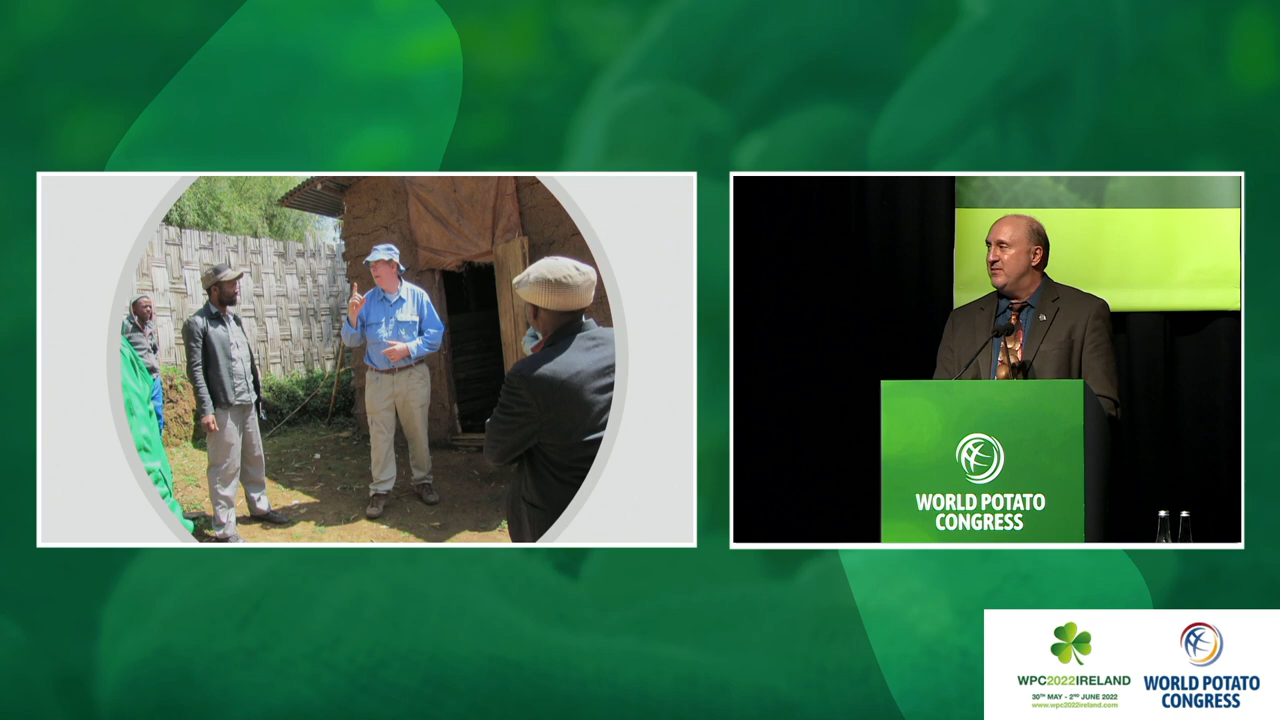 WORLD POTATO
CONGRESS
WPC2022IRELAND
30TH MAY - 2ND JUNE 2022
www.wpc2022ireland.com
WORLD POTATO
CONGRESS